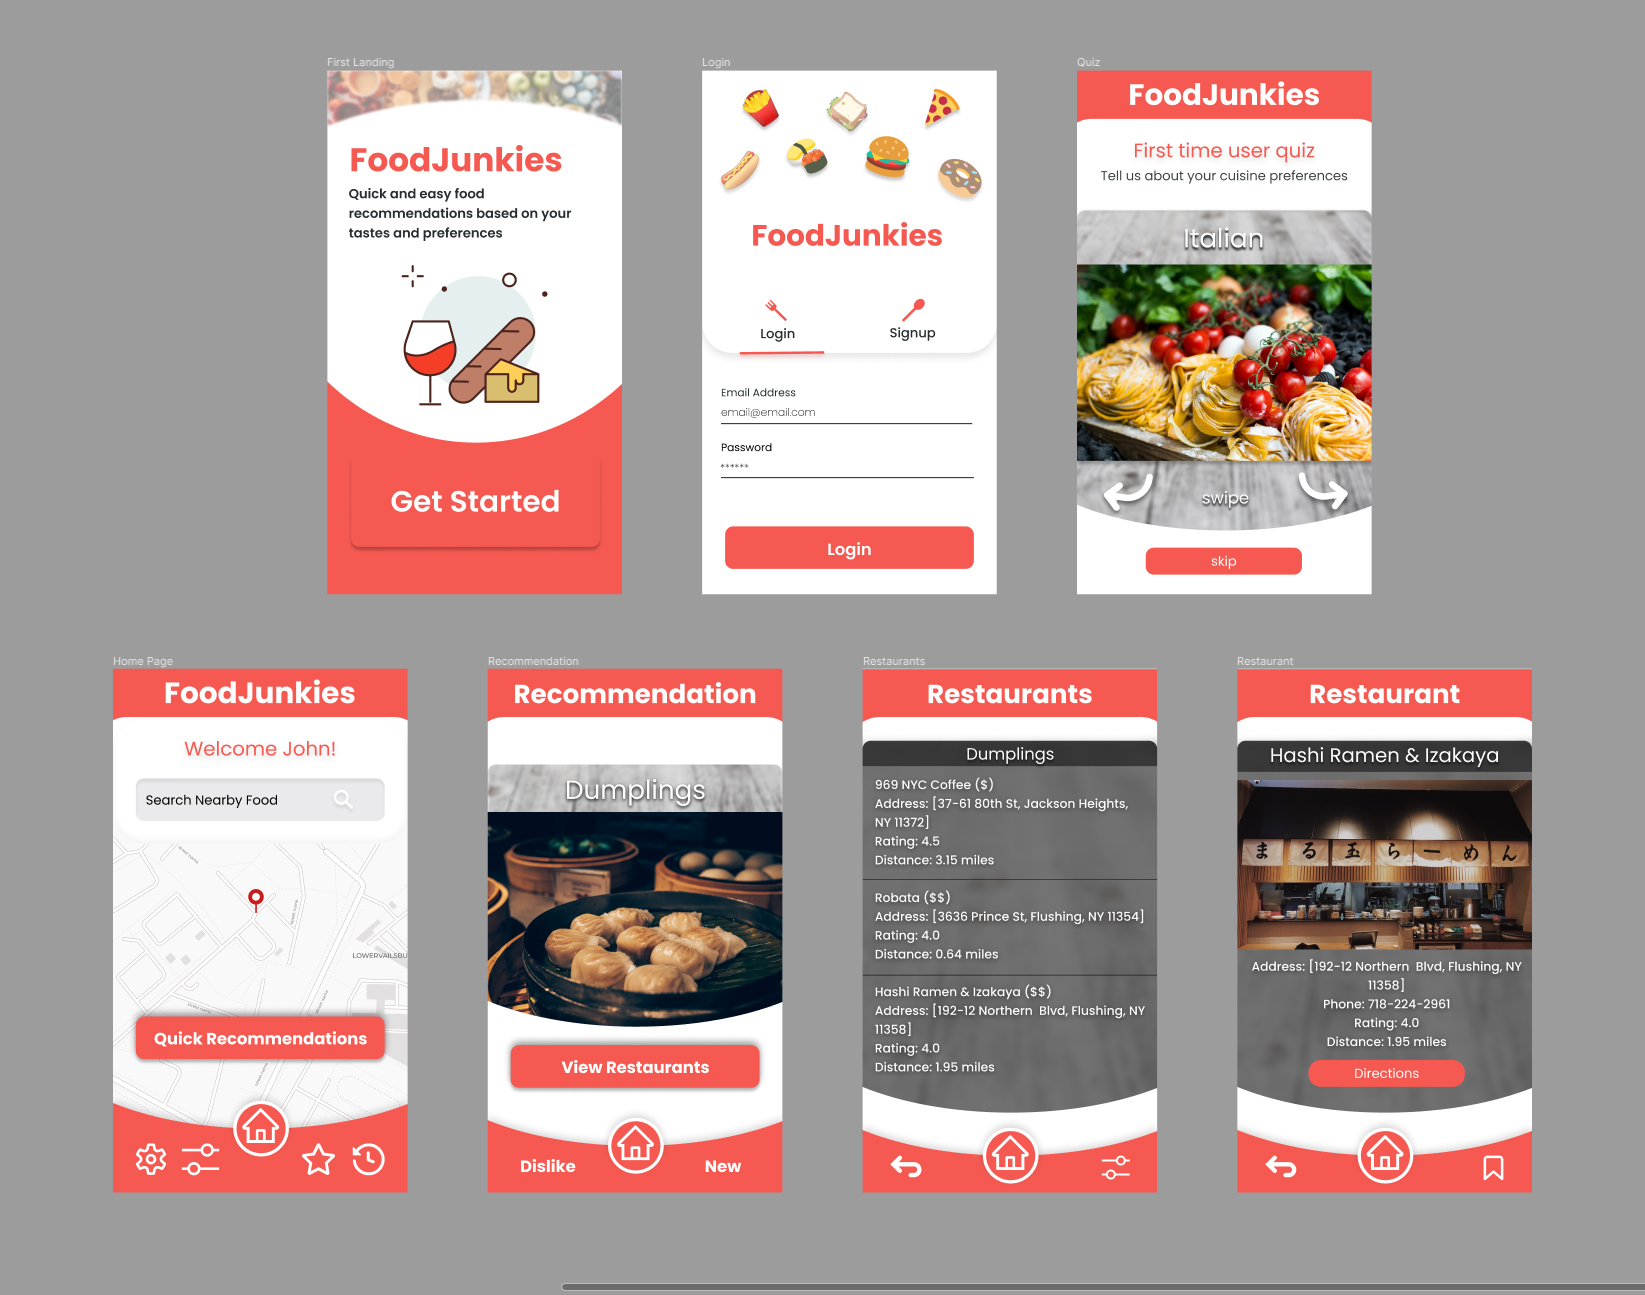 First Landing
FoodJunkies
Quick and easy food
recommendations based on your
tastes and preferences
Get Started
Login
FoodJunkies
Login
Signup
Email Address
email@email.com
Password
******
Login
Quiz
FoodJunkies
First time user quiz
Tell us about your cuisine preferences
Italian
swipe
skip
Home Page
FoodJunkies
Welcome John!
Search Nearby Food
LOWERVAILSBU
Quick Recommendations
Recommendation
Recommendation
Dumplings
View Restaurants
Dislike
New
Restaurants
Restaurants
Dumplings
969 NYC Coffee ($)
Address: [37-61 80th St, Jackson Heights,
NY 11372]
Rating: 4.5
Distance: 3.15 miles
Robata ($$)
Address: [3636 Prince St, Flushing, NY 11354]
Rating: 4.0
Distance: 0.64 miles
Hashi Ramen & Izakaya ($$)
Address: [192-12 Northern  Blvd, Flushing, NY
11358]
Rating: 4.0
Distance: 1.95 miles
Restaurant
Restaurant
Hashi Ramen & Izakaya
まる玉らーめん
Address: [192-12 Northern  Blvd, Flushing, NY
11358]
Phone: 718-224-2961
Rating: 4.0
Distance: 1.95 miles
Directions